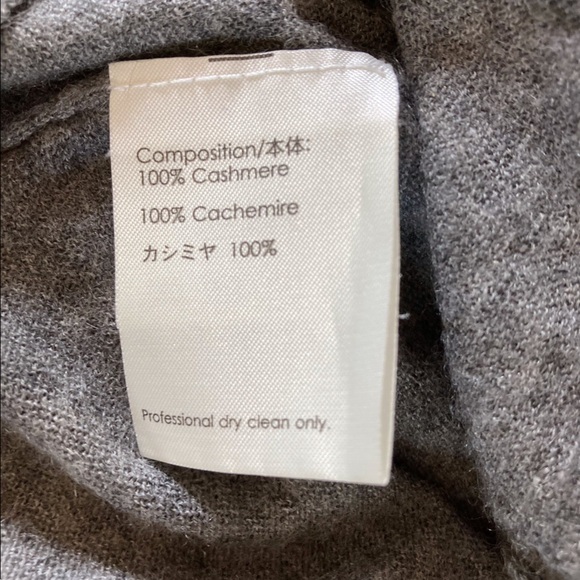 Composition/本体:
100% Cashmere
100% Cachemire
カシミヤ 100%
Professional dry clean only.